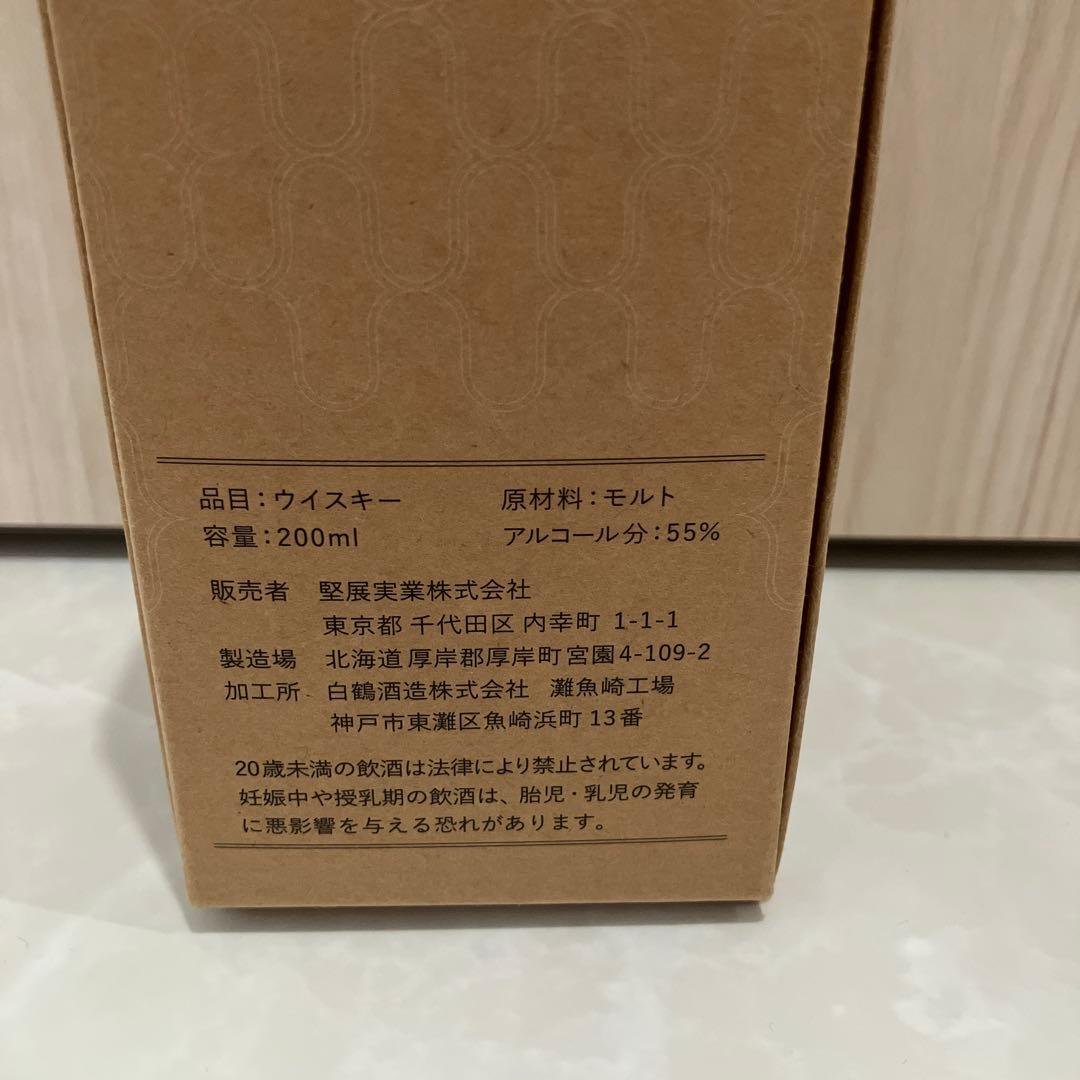 品目：ウイスキー 原材料：モルト
容量：200ml アルコール分：55%
販売者 堅展実業株式会社
東京都 千代田区 内幸町 1-1-1
製造場 北海道厚岸郡厚岸町宮園4-109-2
加工所 白鶴酒造株式会社 灘魚崎工場
神戸市東灘区魚崎浜町 13番
20歳未満の飲酒は法律により禁止されています。
妊娠中や授乳期の飲酒は、胎児・乳児の発育
に悪影響を与える恐れがあります。